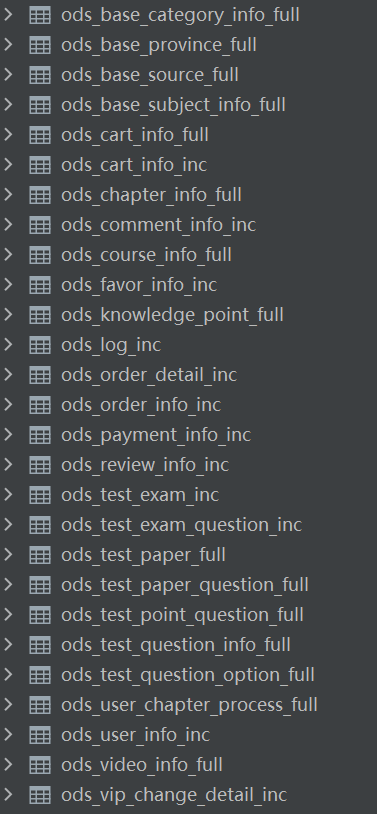 ods_base_category_info_full
ods_base_province_full
ods_base_source_full
ods_base_subject_info_full
ods_cart_info_full
ods_cart_info_inc
ods_chapter_info_full
ods_comment_info_inc
ods_course_info_full
ods_favor_info_inc
ods_knowledge_point_full
ods_log_inc
ods_order_detail_inc
ods_order_info_inc
ods_payment_info_inc
ods_review_info_inc
ods_test_exam_inc
ods_test_exam_question_inc
ods_test_paper_full
ods_test_paper_question_full
ods_test_point_question_full
ods_test_question_info_full
ods_test_question_option_full
ods_user_chapter_process_full
ods_user_info_inc
ods_video_info_full
ods_vip_change_detail_inc